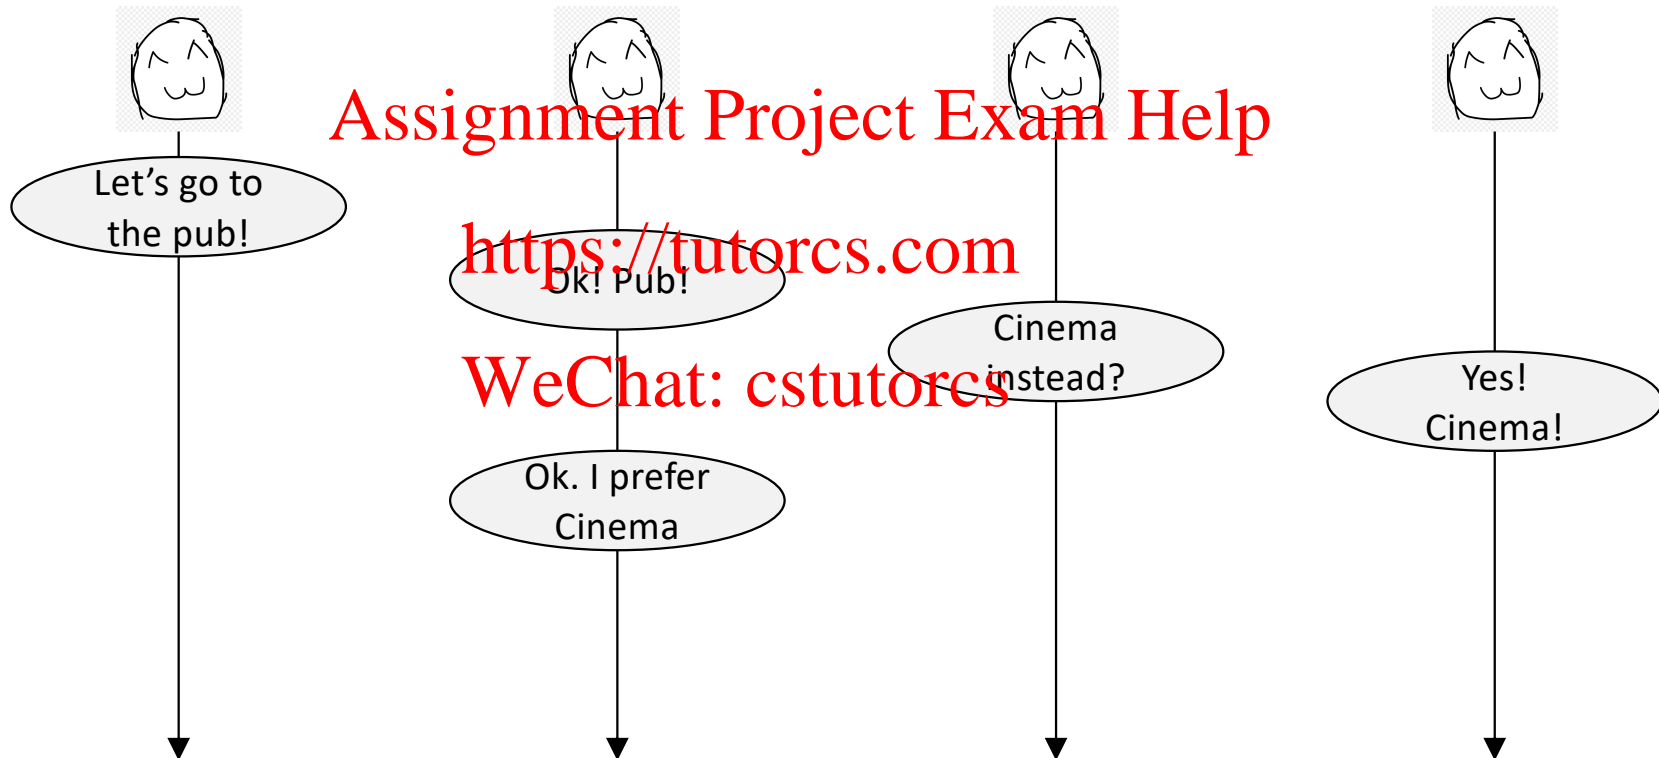 Assignment Project Exam Help
Let's go to
the pub!
https://tutorcs.com
Ok! Pub!
Cinema
instead?
WeChat: cstutorcs
Yes!
Cinema!
Ok. I prefer
Cinema